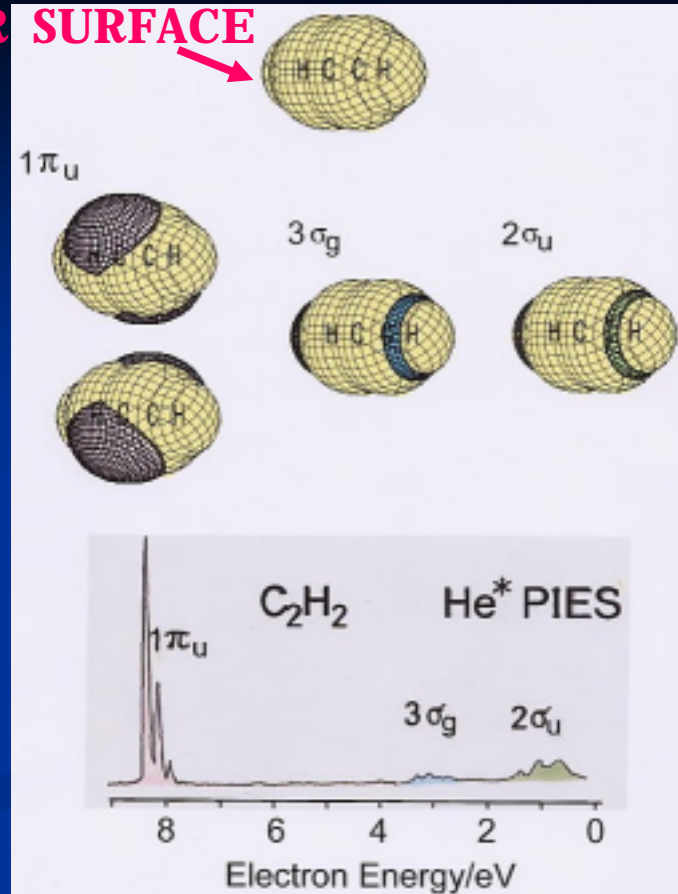 R SURFACE
H C C H
1πu
3σg
2σu
H C C H
H C C H
H C C H
H C C H
C2H2
He* PIES
1πu
3σg
2σu
8
6
4
2
0
Electron Energy/eV